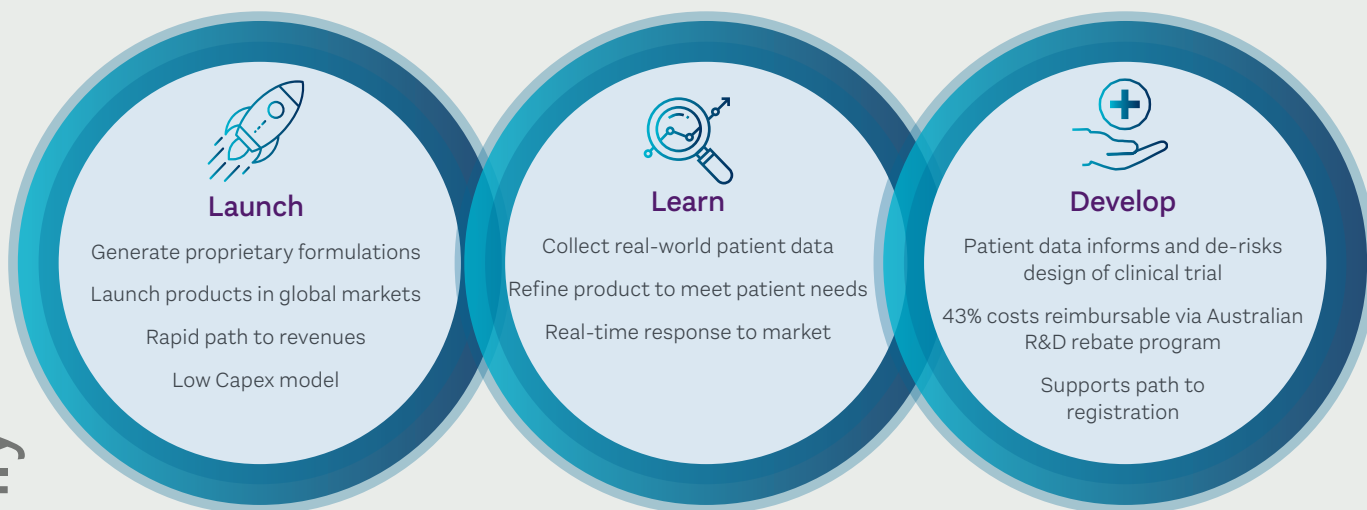 Launch
Generate proprietary formulations
Launch products in global markets
Rapid path to revenues
Low Capex model
Learn
Collect real-world patient data
Refine product to meet patient needs
Real-time response to market
Develop
Patient data informs and de-risks
design of clinical trial
43% costs reimbursable via Australian
R&D rebate program
Supports path to
registration